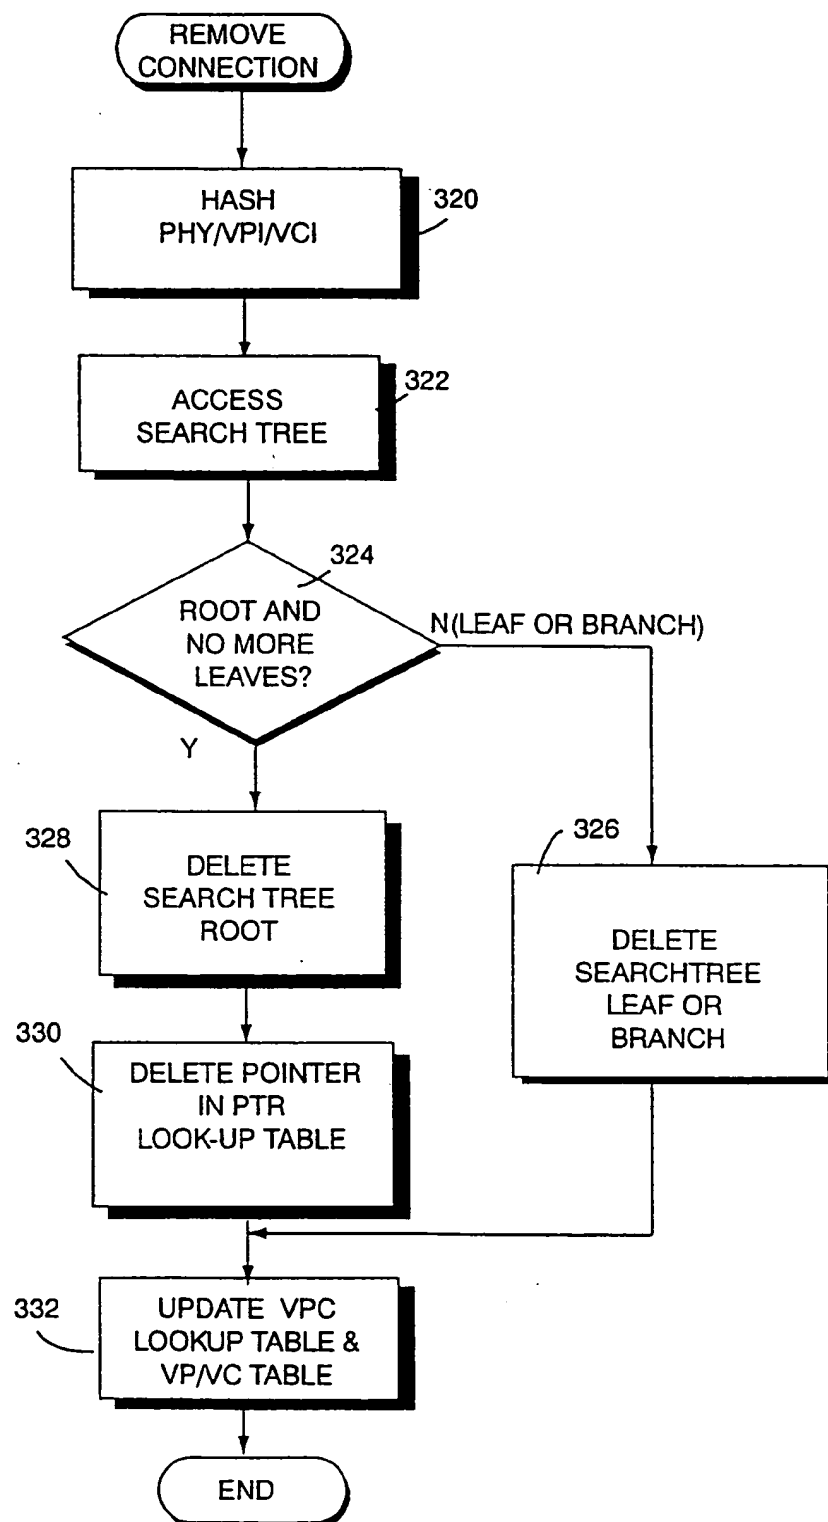 REMOVE
CONNECTION
HASH
PHY/VPI/VCI
320
ACCESS
SEARCH TREE
322
324
ROOT AND
NO MORE
LEAVES?
N(LEAF OR BRANCH)
Y
328
DELETE
SEARCH TREE
ROOT
326
DELETE
SEARCHTREE
LEAF OR
BRANCH
330
DELETE POINTER
IN PTR
LOOK-UP TABLE
332
UPDATE VPC
LOOKUP TABLE &
VP/VC TABLE
END